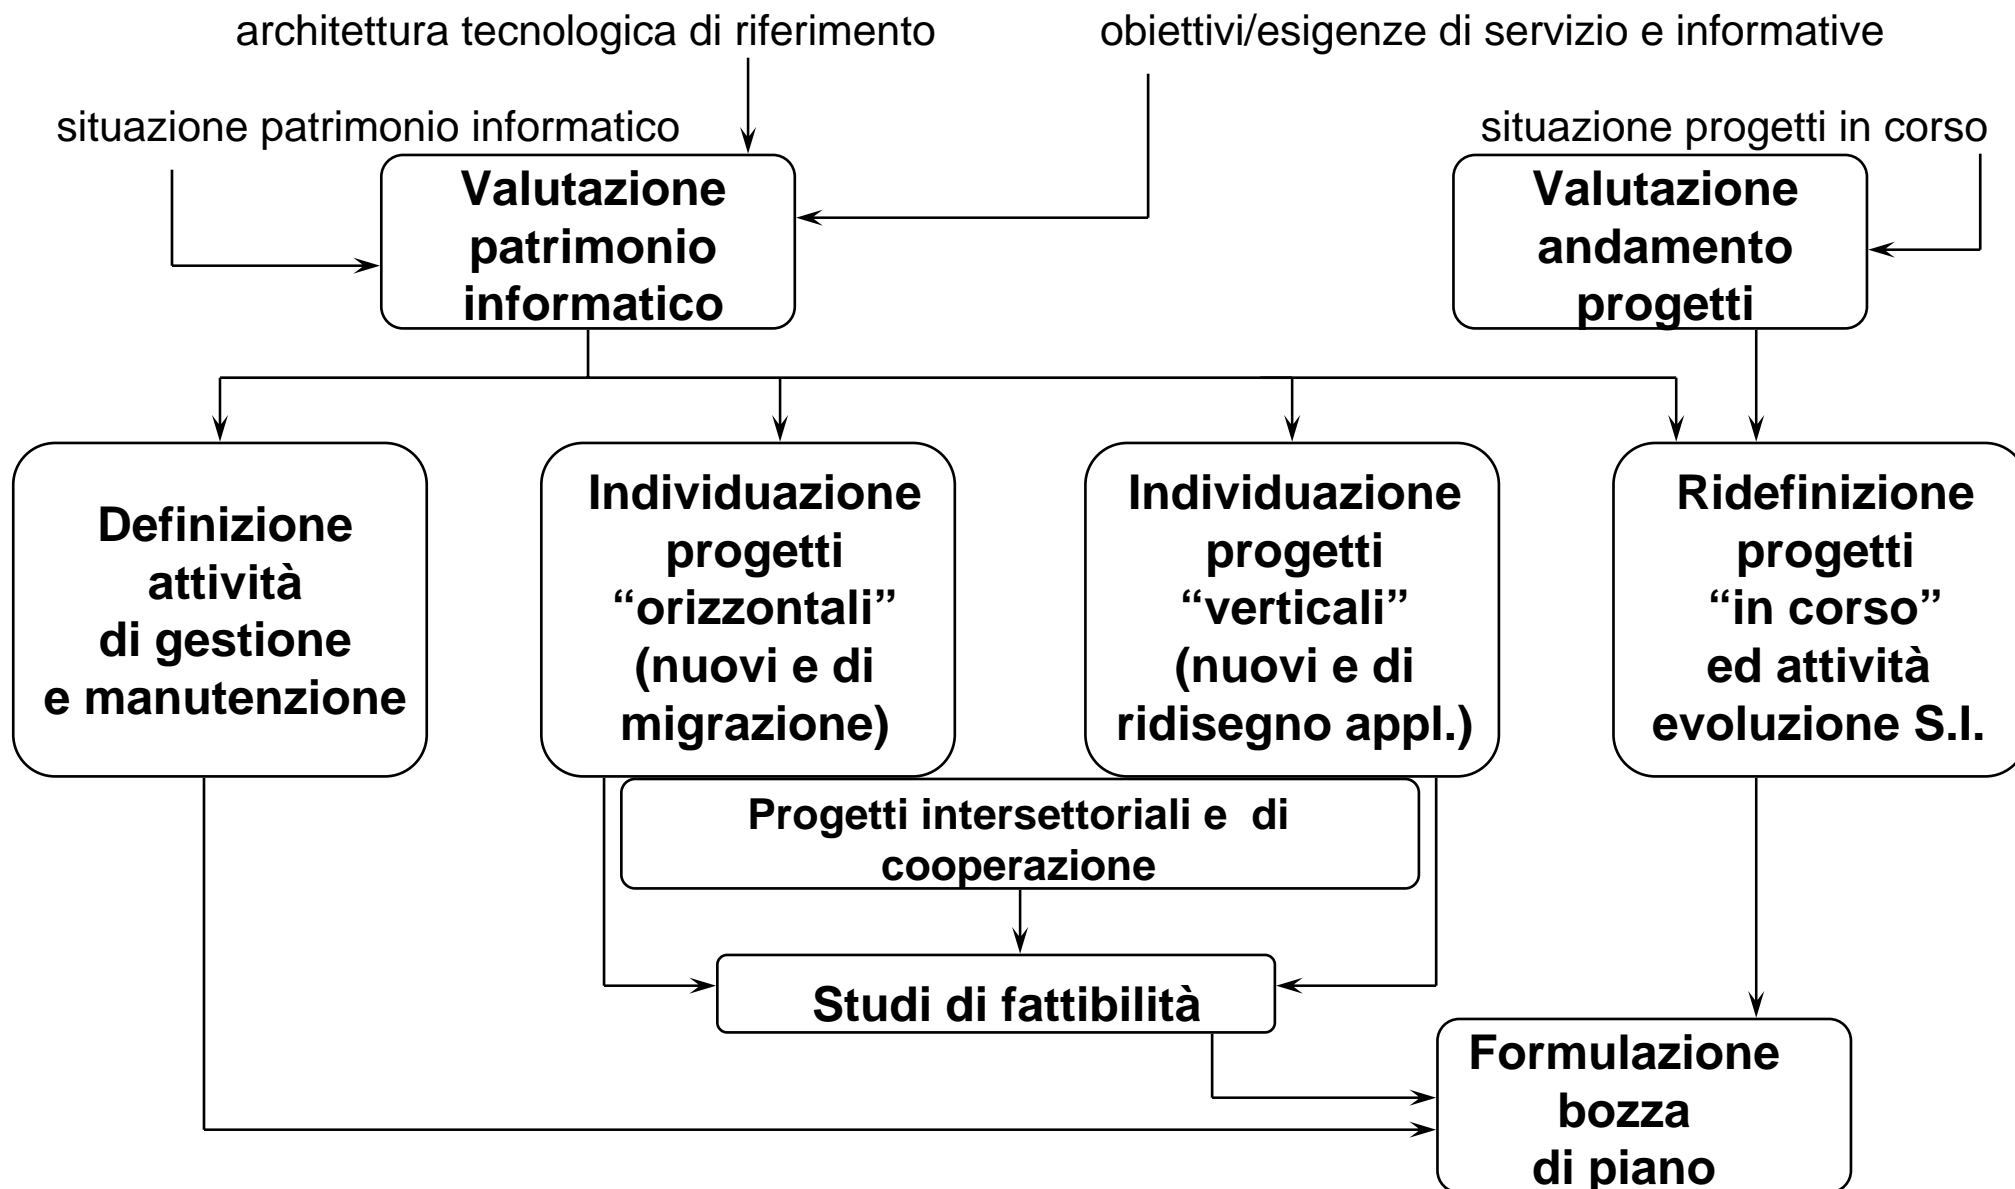 architettura tecnologica di riferimento
obiettivi/esigenze di servizio e informative
situazione patrimonio informatico
situazione progetti in corso
Valutazione
patrimonio
informatico
Valutazione
andamento
progetti
Definizione
attività
di gestione
e manutenzione
Individuazione
progetti
“orizzontali”
(nuovi e di
migrazione)
Individuazione
progetti
“verticali”
(nuovi e di
ridisegno appl.)
Ridefinizione
progetti
“in corso”
ed attività
evoluzione S.I.
Progetti intersettoriali e di
cooperazione
Studi di fattibilità
Formulazione
bozza
di piano